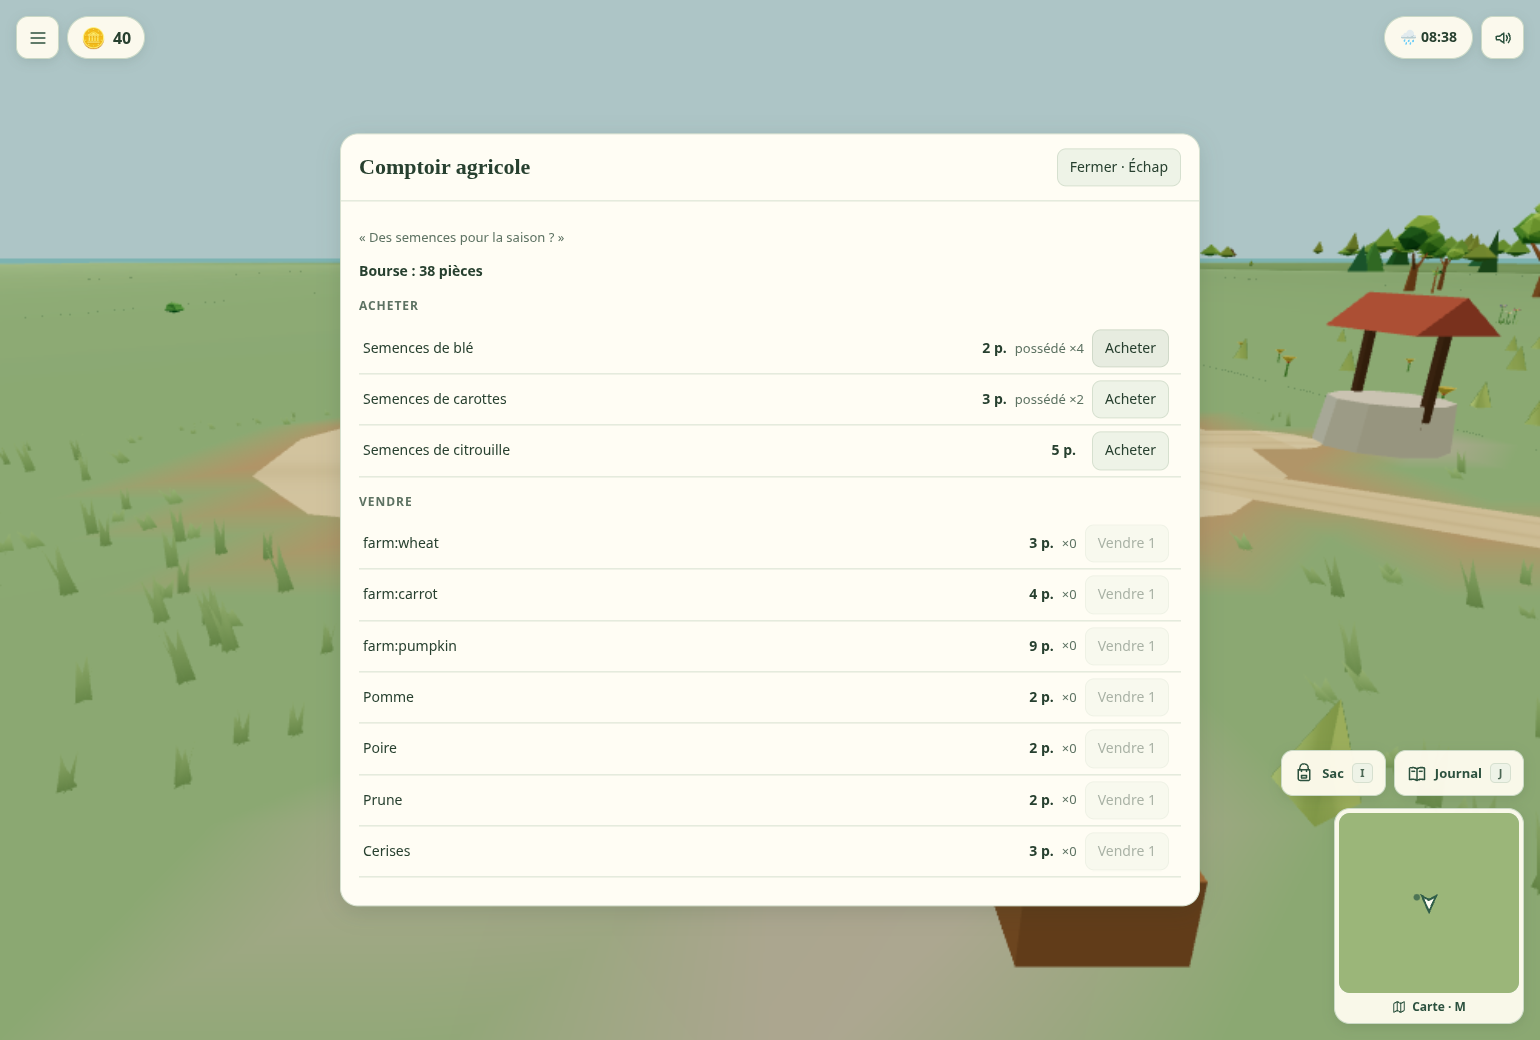 40
08:38
Comptoir agricole
Fermer · Échap
« Des semences pour la saison ? »
Bourse : 38 pièces
ACHETER
Semences de blé 2 p. possédé ×4 Acheter
Semences de carottes 3 p. possédé ×2 Acheter
Semences de citrouille 5 p. Acheter
VENDRE
farm:wheat 3 p. ×0 Vendre 1
farm:carrot 4 p. ×0 Vendre 1
farm:pumpkin 9 p. ×0 Vendre 1
Pomme 2 p. ×0 Vendre 1
Poire 2 p. ×0 Vendre 1
Prune 2 p. ×0 Vendre 1
Cerises 3 p. ×0 Vendre 1
Sac I
Journal J
Carte · M